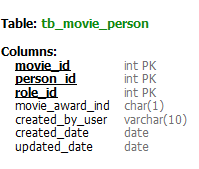 Table: tb_movie_person
Columns:
movie_id int PK
person_id int PK
role_id int PK
movie_award_ind char(1)
created_by_user varchar(10)
created_date date
updated_date date